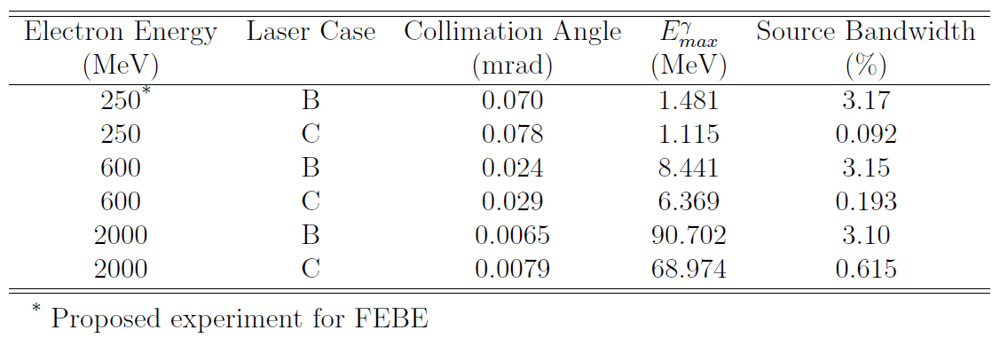 Electron Energy Laser Case Collimation Angle E^γ_max Source Bandwidth
(MeV) (mrad) (MeV) (%)
250* B 0.070 1.481 3.17
250 C 0.078 1.115 0.092
600 B 0.024 8.441 3.15
600 C 0.029 6.369 0.193
2000 B 0.0065 90.702 3.10
2000 C 0.0079 68.974 0.615
* Proposed experiment for FEBE